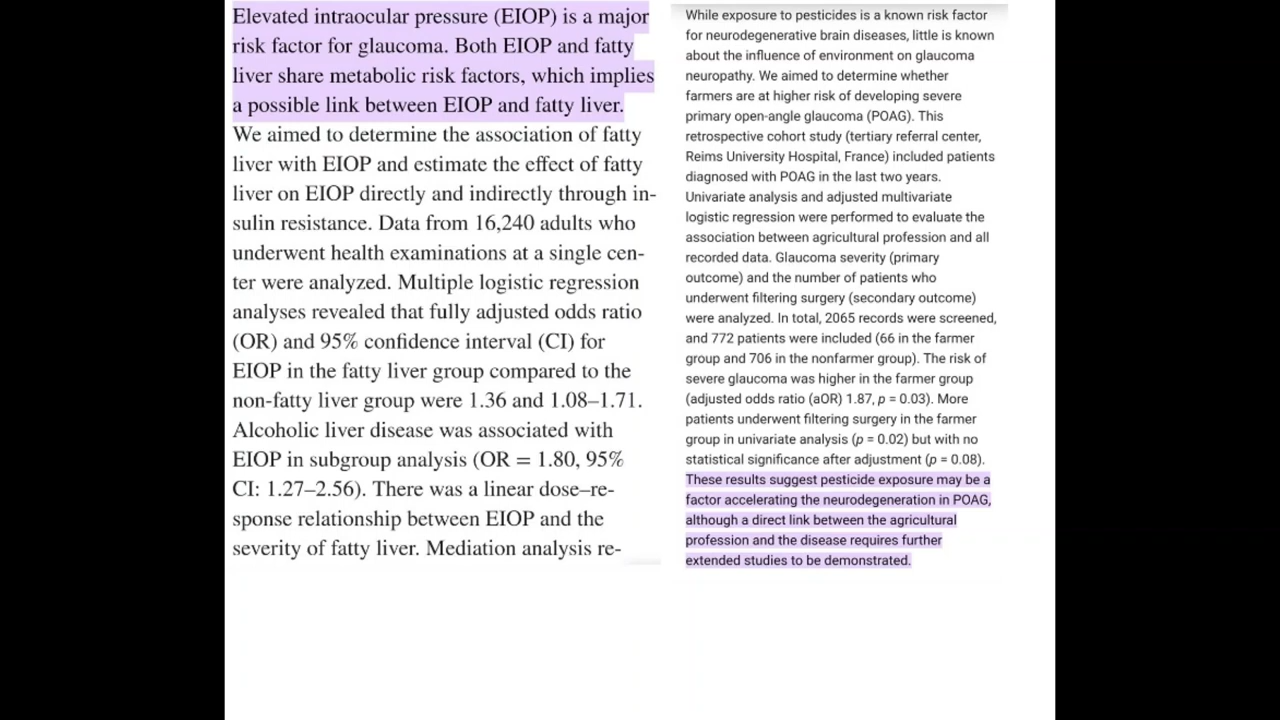 Elevated intraocular pressure (EIOP) is a major
risk factor for glaucoma. Both EIOP and fatty
liver share metabolic risk factors, which implies
a possible link between EIOP and fatty liver.
We aimed to determine the association of fatty
liver with EIOP and estimate the effect of fatty
liver on EIOP directly and indirectly through in-
sulin resistance. Data from 16,240 adults who
underwent health examinations at a single cen-
ter were analyzed. Multiple logistic regression
analyses revealed that fully adjusted odds ratio
(OR) and 95% confidence interval (CI) for
EIOP in the fatty liver group compared to the
non-fatty liver group were 1.36 and 1.08–1.71.
Alcoholic liver disease was associated with
EIOP in subgroup analysis (OR = 1.80, 95%
CI: 1.27–2.56). There was a linear dose–re-
sponse relationship between EIOP and the
severity of fatty liver. Mediation analysis re-
While exposure to pesticides is a known risk factor
for neurodegenerative brain diseases, little is known
about the influence of environment on glaucoma
neuropathy. We aimed to determine whether
farmers are at higher risk of developing severe
primary open-angle glaucoma (POAG). This
retrospective cohort study (tertiary referral center,
Reims University Hospital, France) included patients
diagnosed with POAG in the last two years.
Univariate analysis and adjusted multivariate
logistic regression were performed to evaluate the
association between agricultural profession and all
recorded data. Glaucoma severity (primary
outcome) and the number of patients who
underwent filtering surgery (secondary outcome)
were analyzed. In total, 2065 records were screened,
and 772 patients were included (66 in the farmer
group and 706 in the nonfarmer group). The risk of
severe glaucoma was higher in the farmer group
(adjusted odds ratio (aOR) 1.87, p = 0.03). More
patients underwent filtering surgery in the farmer
group in univariate analysis (p = 0.02) but with no
statistical significance after adjustment (p = 0.08).
These results suggest pesticide exposure may be a
factor accelerating the neurodegeneration in POAG,
although a direct link between the agricultural
profession and the disease requires further
extended studies to be demonstrated.